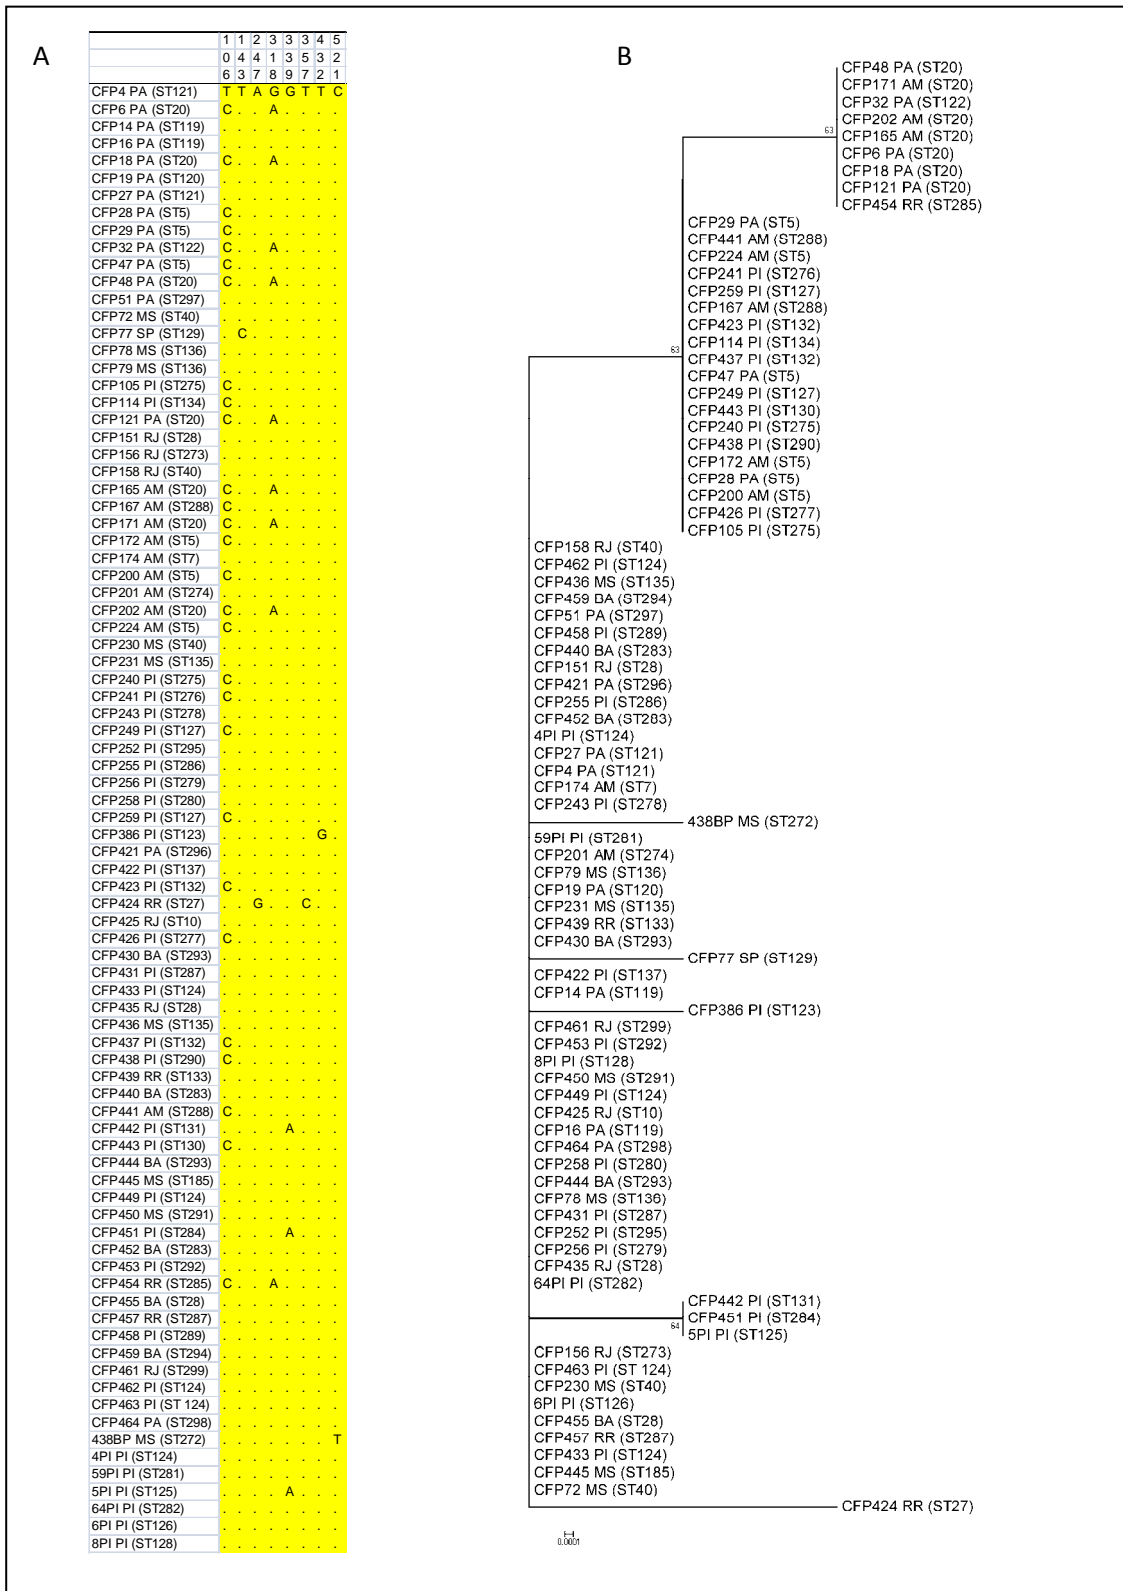 A
1 1 2 3 3 3 4 5
0 4 4 1 3 5 3 2
6 3 7 8 9 7 2 1
CFP4 PA (ST121) T T A G G T T C
CFP6 PA (ST20) C . . A . . . .
CFP14 PA (ST119) . . . . . . . .
CFP16 PA (ST119) . . . . . . . .
CFP18 PA (ST20) C . . A . . . .
CFP19 PA (ST120) . . . . . . . .
CFP27 PA (ST121) . . . . . . . .
CFP28 PA (ST5) C . . . . . . .
CFP29 PA (ST5) C . . . . . . .
CFP32 PA (ST122) C . . A . . . .
CFP47 PA (ST5) C . . . . . . .
CFP48 PA (ST20) C . . A . . . .
CFP51 PA (ST297) . . . . . . . .
CFP72 MS (ST40) . . . . . . . .
CFP77 SP (ST129) . C . . . . . .
CFP78 MS (ST136) . . . . . . . .
CFP79 MS (ST136) . . . . . . . .
CFP105 PI (ST275) C . . . . . . .
CFP114 PI (ST134) C . . . . . . .
CFP121 PA (ST20) C . . A . . . .
CFP151 RJ (ST28) . . . . . . . .
CFP156 RJ (ST273) . . . . . . . .
CFP158 RJ (ST40) . . . . . . . .
CFP165 AM (ST20) C . . A . . . .
CFP167 AM (ST288) C . . . . . . .
CFP171 AM (ST20) C . . A . . . .
CFP172 AM (ST5) C . . . . . . .
CFP174 AM (ST7) . . . . . . . .
CFP200 AM (ST5) C . . . . . . .
CFP201 AM (ST274) . . . . . . . .
CFP202 AM (ST20) C . . A . . . .
CFP224 AM (ST5) C . . . . . . .
CFP230 MS (ST40) . . . . . . . .
CFP231 MS (ST135) . . . . . . . .
CFP240 PI (ST275) C . . . . . . .
CFP241 PI (ST276) C . . . . . . .
CFP243 PI (ST278) . . . . . . . .
CFP249 PI (ST127) C . . . . . . .
CFP252 PI (ST295) . . . . . . . .
CFP255 PI (ST286) . . . . . . . .
CFP256 PI (ST279) . . . . . . . .
CFP258 PI (ST280) . . . . . . . .
CFP259 PI (ST127) C . . . . . . .
CFP386 PI (ST123) . . . . . . G .
CFP421 PA (ST296) . . . . . . . .
CFP422 PI (ST137) . . . . . . . .
CFP423 PI (ST132) C . . . . . . .
CFP424 RR (ST27) . . G . . C . .
CFP425 RJ (ST10) . . . . . . . .
CFP426 PI (ST277) C . . . . . . .
CFP430 BA (ST293) . . . . . . . .
CFP431 PI (ST287) . . . . . . . .
CFP433 PI (ST124) . . . . . . . .
CFP435 RJ (ST28) . . . . . . . .
CFP436 MS (ST135) . . . . . . . .
CFP437 PI (ST132) C . . . . . . .
CFP438 PI (ST290) C . . . . . . .
CFP439 RR (ST133) . . . . . . . .
CFP440 BA (ST283) . . . . . . . .
CFP441 AM (ST288) C . . . . . . .
CFP442 PI (ST131) . . . . A . . .
CFP443 PI (ST130) C . . . . . . .
CFP444 BA (ST293) . . . . . . . .
CFP445 MS (ST185) . . . . . . . .
CFP449 PI (ST124) . . . . . . . .
CFP450 MS (ST291) . . . . . . . .
CFP451 PI (ST284) . . . . A . . .
CFP452 BA (ST283) . . . . . . . .
CFP453 PI (ST292) . . . . . . . .
CFP454 RR (ST285) C . . A . . . .
CFP455 BA (ST28) . . . . . . . .
CFP457 RR (ST287) . . . . . . . .
CFP458 PI (ST289) . . . . . . . .
CFP459 BA (ST294) . . . . . . . .
CFP461 RJ (ST299) . . . . . . . .
CFP462 PI (ST124) . . . . . . . .
CFP463 PI (ST 124) . . . . . . . .
CFP464 PA (ST298) . . . . . . . .
438BP MS (ST272) . . . . . . . T
4PI PI (ST124) . . . . . . . .
59PI PI (ST281) . . . . . . . .
5PI PI (ST125) . . . . A . . .
64PI PI (ST282) . . . . . . . .
6PI PI (ST126) . . . . . . . .
8PI PI (ST128) . . . . . . . .
B
CFP48 PA (ST20)
CFP171 AM (ST20)
CFP32 PA (ST122)
CFP202 AM (ST20)
63
CFP165 AM (ST20)
CFP6 PA (ST20)
CFP18 PA (ST20)
CFP121 PA (ST20)
CFP454 RR (ST285)
CFP29 PA (ST5)
CFP441 AM (ST288)
CFP224 AM (ST5)
CFP241 PI (ST276)
CFP259 PI (ST127)
CFP167 AM (ST288)
CFP423 PI (ST132)
CFP114 PI (ST134)
63
CFP437 PI (ST132)
CFP47 PA (ST5)
CFP249 PI (ST127)
CFP443 PI (ST130)
CFP240 PI (ST275)
CFP438 PI (ST290)
CFP172 AM (ST5)
CFP28 PA (ST5)
CFP200 AM (ST5)
CFP426 PI (ST277)
CFP105 PI (ST275)
CFP158 RJ (ST40)
CFP462 PI (ST124)
CFP436 MS (ST135)
CFP459 BA (ST294)
CFP51 PA (ST297)
CFP458 PI (ST289)
CFP440 BA (ST283)
CFP151 RJ (ST28)
CFP421 PA (ST296)
CFP255 PI (ST286)
CFP452 BA (ST283)
4PI PI (ST124)
CFP27 PA (ST121)
CFP4 PA (ST121)
CFP174 AM (ST7)
CFP243 PI (ST278)
438BP MS (ST272)
59PI PI (ST281)
CFP201 AM (ST274)
CFP79 MS (ST136)
CFP19 PA (ST120)
CFP231 MS (ST135)
CFP439 RR (ST133)
CFP430 BA (ST293)
CFP77 SP (ST129)
CFP422 PI (ST137)
CFP14 PA (ST119)
CFP386 PI (ST123)
CFP461 RJ (ST299)
CFP453 PI (ST292)
8PI PI (ST128)
CFP450 MS (ST291)
CFP449 PI (ST124)
CFP425 RJ (ST10)
CFP16 PA (ST119)
CFP464 PA (ST298)
CFP258 PI (ST280)
CFP444 BA (ST293)
CFP78 MS (ST136)
CFP431 PI (ST287)
CFP252 PI (ST295)
CFP256 PI (ST279)
CFP435 RJ (ST28)
64PI PI (ST282)
CFP442 PI (ST131)
CFP451 PI (ST284)
64
5PI PI (ST125)
CFP156 RJ (ST273)
CFP463 PI (ST 124)
CFP230 MS (ST40)
6PI PI (ST126)
CFP455 BA (ST28)
CFP457 RR (ST287)
CFP433 PI (ST124)
CFP445 MS (ST185)
CFP72 MS (ST40)
CFP424 RR (ST27)
0.0001